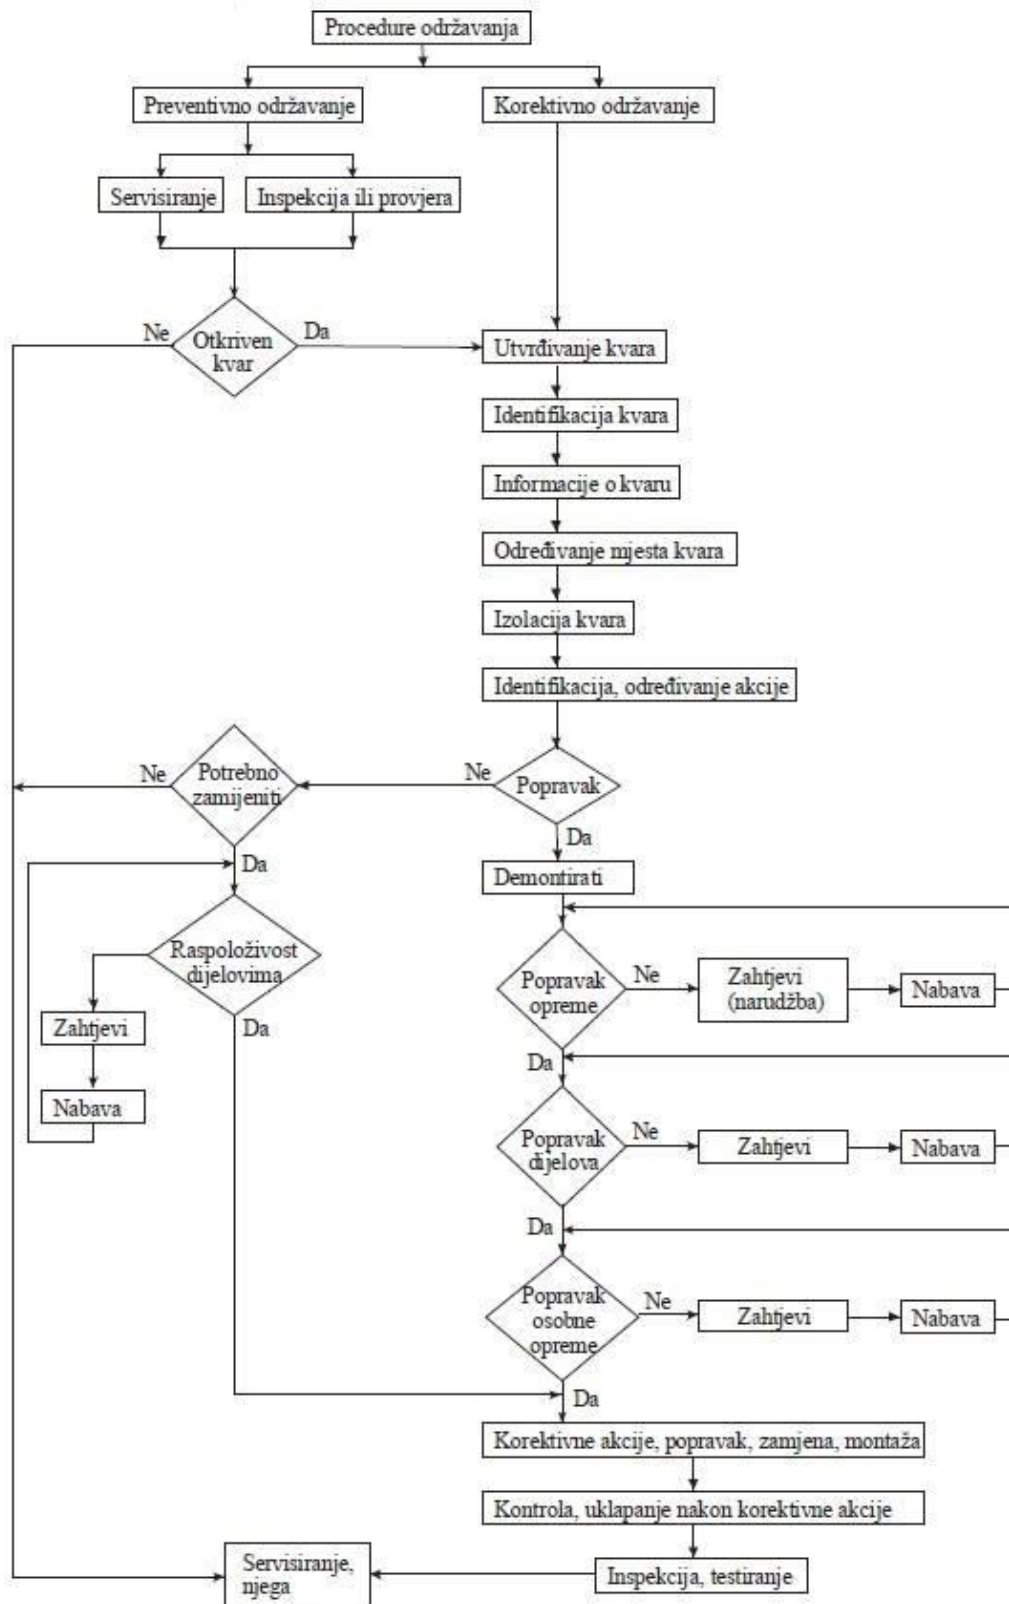 Procedure održavanja
Preventivno održavanje
Korektivno održavanje
Servisiranje
Inspekcija ili provjera
Ne
Otkriven
kvar
Da
Utvrđivanje kvara
Identifikacija kvara
Informacije o kvaru
Određivanje mjesta kvara
Izolacija kvara
Identifikacija, određivanje akcije
Ne
Potrebno
zamijeniti
Ne
Popravak
Da
Da
Demontirati
Raspoloživost
dijelovima
Da
Zahtjevi
Nabava
Popravak
opreme
Ne
Zahtjevi
(narudžba)
Nabava
Da
Popravak
dijelova
Ne
Zahtjevi
Nabava
Da
Popravak
osobne
opreme
Ne
Zahtjevi
Nabava
Da
Korektivne akcije, popravak, zamjena, montaža
Kontrola, uklapanje nakon korektivne akcije
Servisiranje,
njega
Inspekcija, testiranje